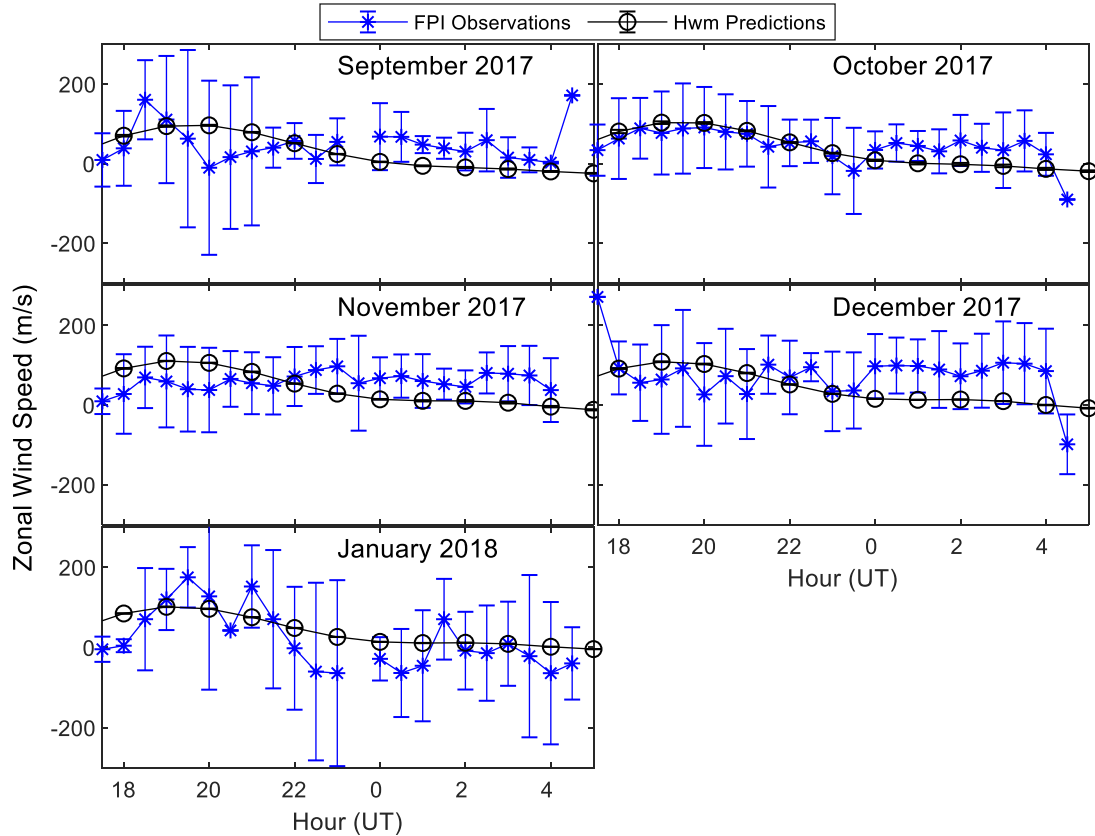 FPI Observations Hwm Predictions
September 2017
October 2017
200
0
-200
November 2017
December 2017
200
0
-200
18 20 22 0 2 4
Hour (UT)
January 2018
200
0
-200
18 20 22 0 2 4
Hour (UT)
Zonal Wind Speed (m/s)